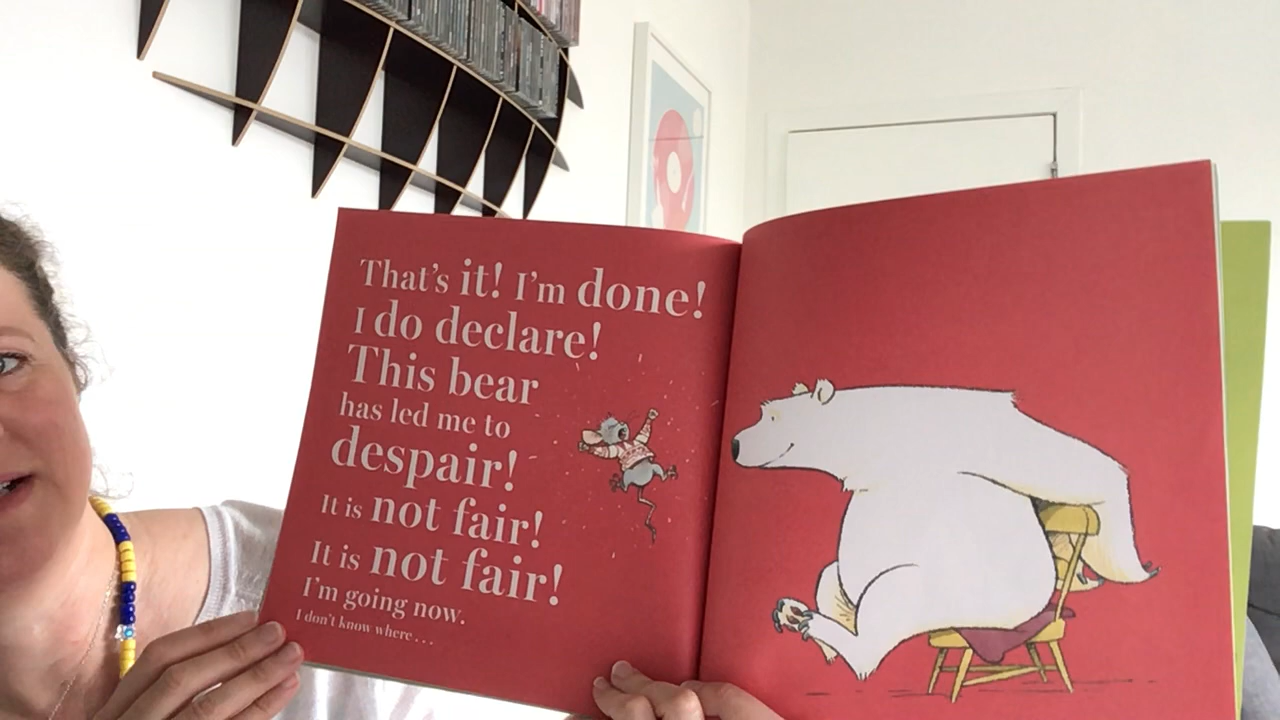 That's it! I'm done!
I do declare!
This bear
has led me to
despair!
It is not fair!
It is not fair!
I'm going now.
I don't know where . . .